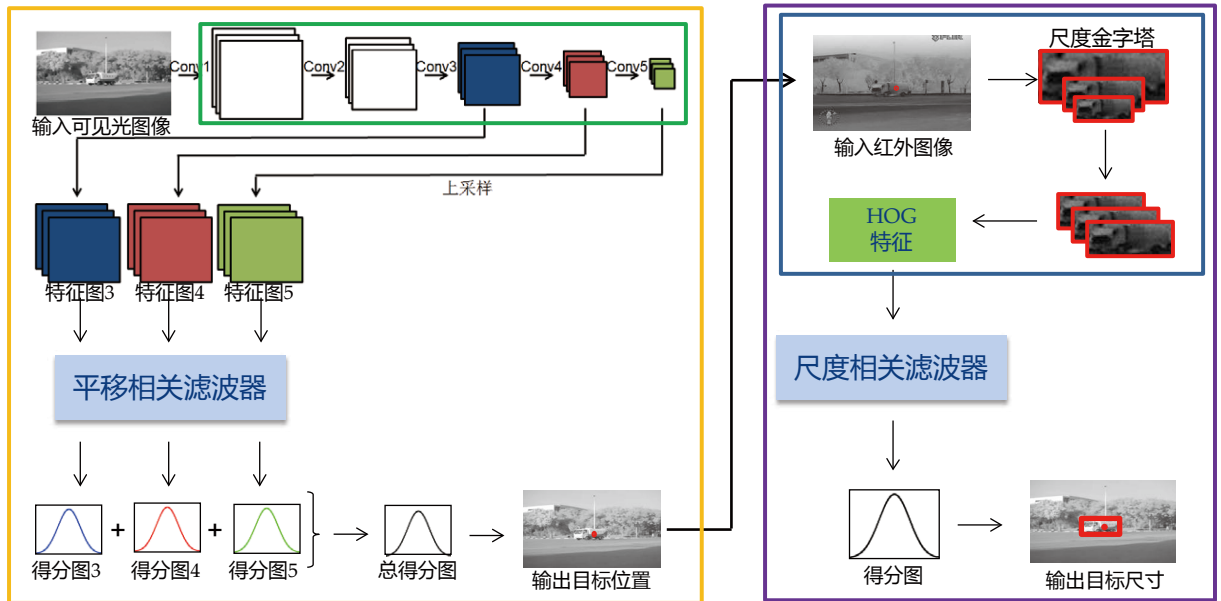 Conv1
Conv2
Conv3
Conv4
Conv5
输入可见光图像
上采样
特征图3
特征图4
特征图5
平移相关滤波器
得分图3
+
得分图4
+
得分图5
总得分图
输出目标位置
尺度金字塔
输入红外图像
HOG
特征
尺度相关滤波器
得分图
输出目标尺寸